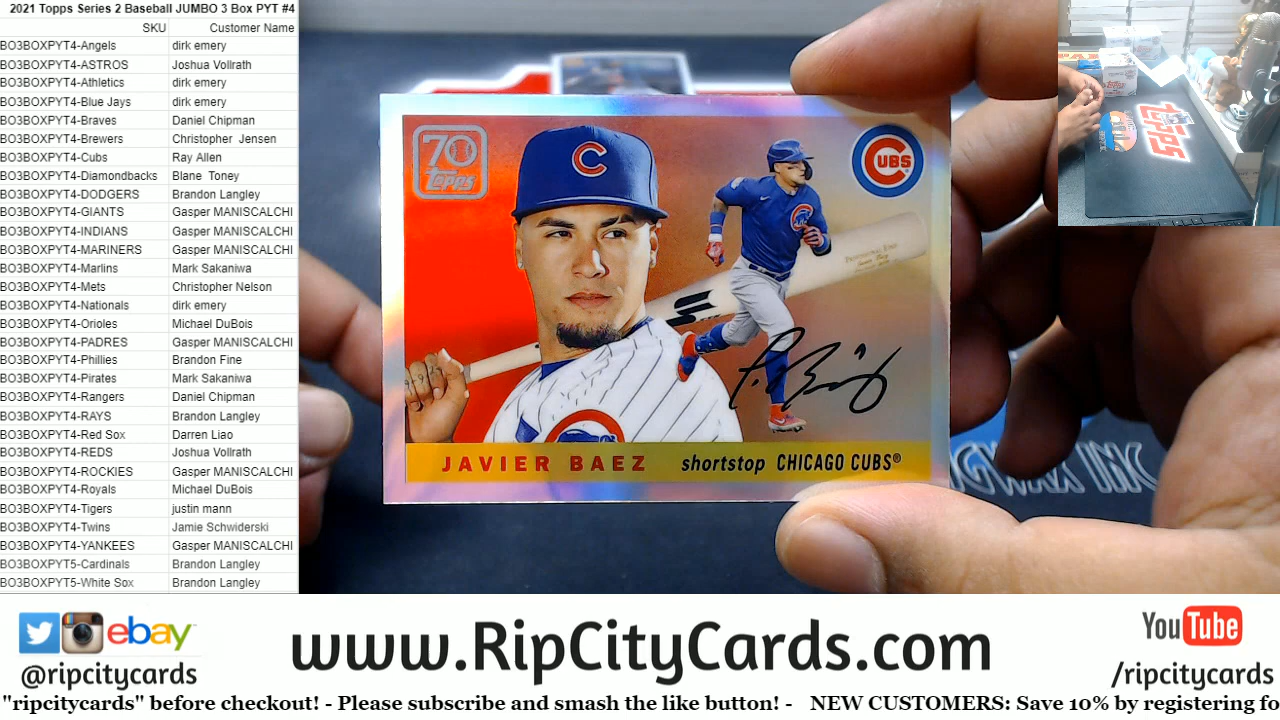 2021 Topps Series 2 Baseball JUMBO 3 Box PYT #4
SKU Customer Name
BO3BOXPYT4-Angels dirk emery
BO3BOXPYT4-ASTROS Joshua Vollrath
BO3BOXPYT4-Athletics dirk emery
BO3BOXPYT4-Blue Jays dirk emery
BO3BOXPYT4-Braves Daniel Chipman
BO3BOXPYT4-Brewers Christopher Jensen
BO3BOXPYT4-Cubs Ray Allen
BO3BOXPYT4-Diamondbacks Blane Toney
BO3BOXPYT4-DODGERS Brandon Langley
BO3BOXPYT4-GIANTS Gasper MANISCALCHI
BO3BOXPYT4-INDIANS Gasper MANISCALCHI
BO3BOXPYT4-MARINERS Gasper MANISCALCHI
BO3BOXPYT4-Marlins Mark Sakaniwa
BO3BOXPYT4-Mets Christopher Nelson
BO3BOXPYT4-Nationals dirk emery
BO3BOXPYT4-Orioles Michael DuBois
BO3BOXPYT4-PADRES Gasper MANISCALCHI
BO3BOXPYT4-Phillies Brandon Fine
BO3BOXPYT4-Pirates Mark Sakaniwa
BO3BOXPYT4-Rangers Daniel Chipman
BO3BOXPYT4-RAYS Brandon Langley
BO3BOXPYT4-Red Sox Darren Liao
BO3BOXPYT4-REDS Joshua Vollrath
BO3BOXPYT4-ROCKIES Gasper MANISCALCHI
BO3BOXPYT4-Royals Michael DuBois
BO3BOXPYT4-Tigers justin mann
BO3BOXPYT4-Twins Jamie Schwiderski
BO3BOXPYT4-YANKEES Gasper MANISCALCHI
BO3BOXPYT5-Cardinals Brandon Langley
BO3BOXPYT5-White Sox Brandon Langley
70
Topps
C
CUBS
JAVIER BAEZ shortstop CHICAGO CUBS®
Topps
ebay
@ripcitycards
www.RipCityCards.com
YouTube
/ripcitycards
"ripcitycards" before checkout! - Please subscribe and smash the like button! - NEW CUSTOMERS: Save 10% by registering fo